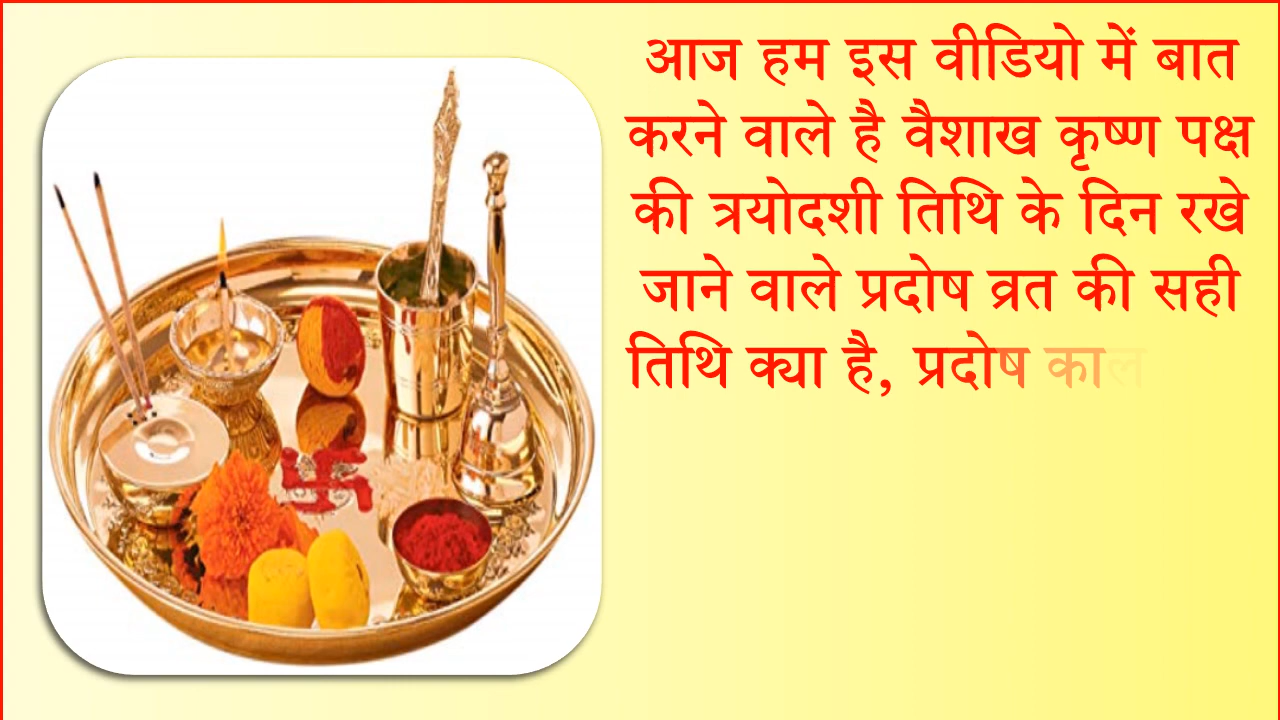 आज हम इस वीडियो में बात
करने वाले है वैशाख कृष्ण पक्ष
की त्रयोदशी तिथि के दिन रखे
जाने वाले प्रदोष व्रत की सही
तिथि क्या है, प्रदोष काल